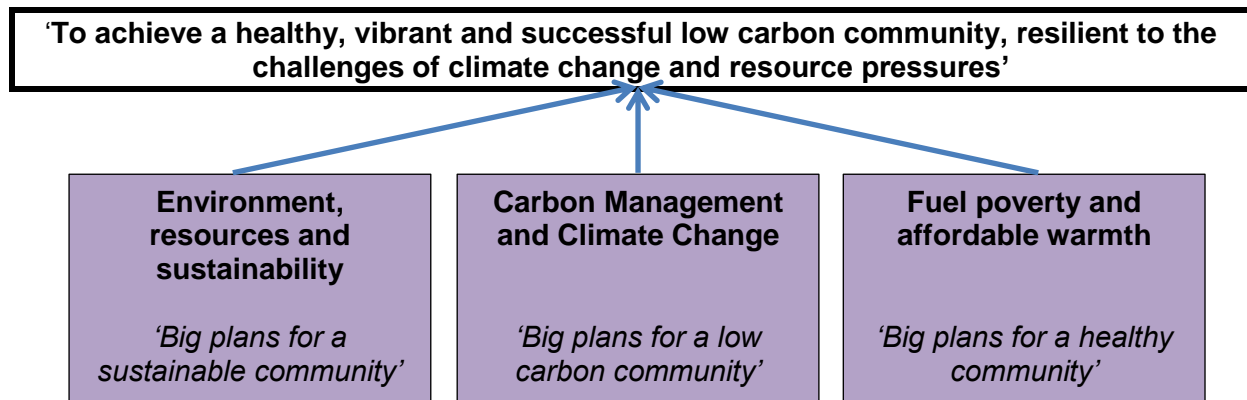 ‘To achieve a healthy, vibrant and successful low carbon community, resilient to the
challenges of climate change and resource pressures’
Environment,
resources and
sustainability
‘Big plans for a
sustainable community’
Carbon Management
and Climate Change
‘Big plans for a low
carbon community’
Fuel poverty and
affordable warmth
‘Big plans for a healthy
community’